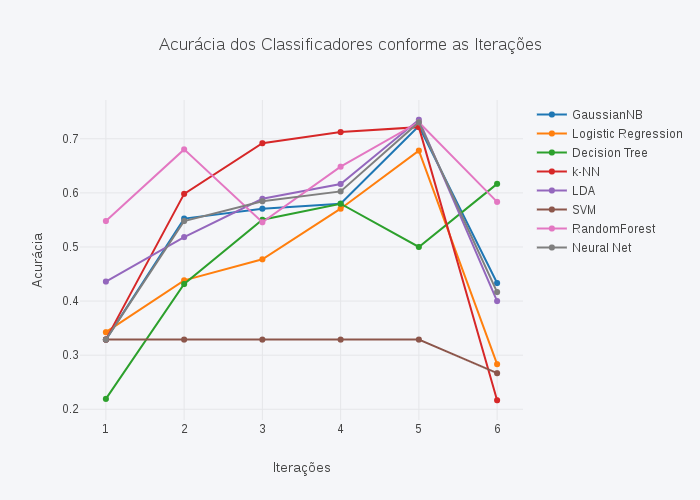 Acurácia dos Classificadores conforme as Iterações
GaussianNB
Logistic Regression
Decision Tree
k-NN
LDA
SVM
RandomForest
Neural Net
Acurácia
0.7
0.6
0.5
0.4
0.3
0.2
1 2 3 4 5 6
Iterações